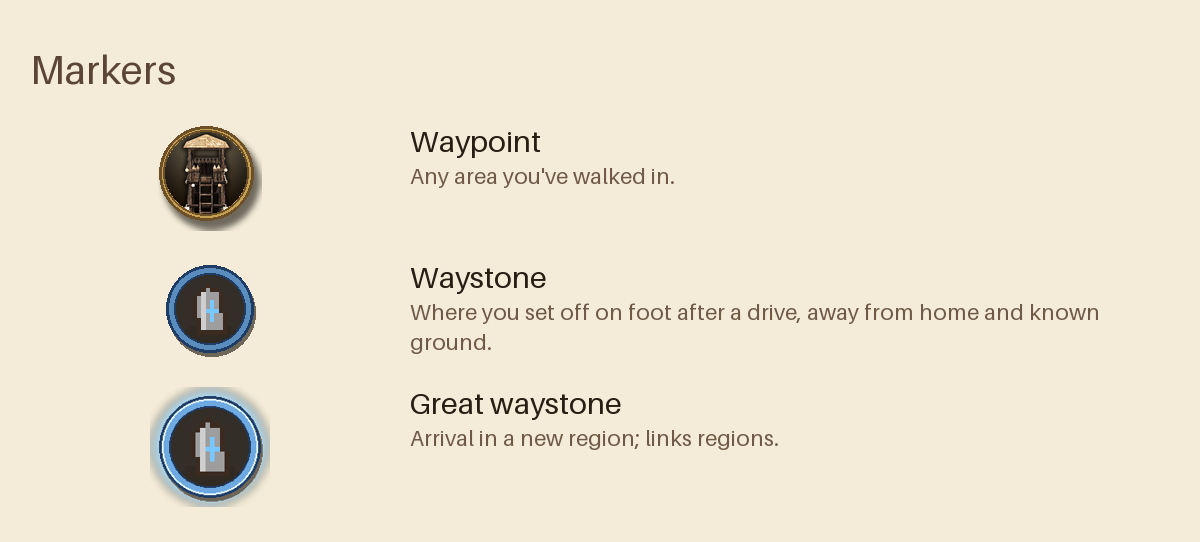 Markers
Waypoint
Any area you've walked in.
Waystone
Where you set off on foot after a drive, away from home and known
ground.
Great waystone
Arrival in a new region; links regions.